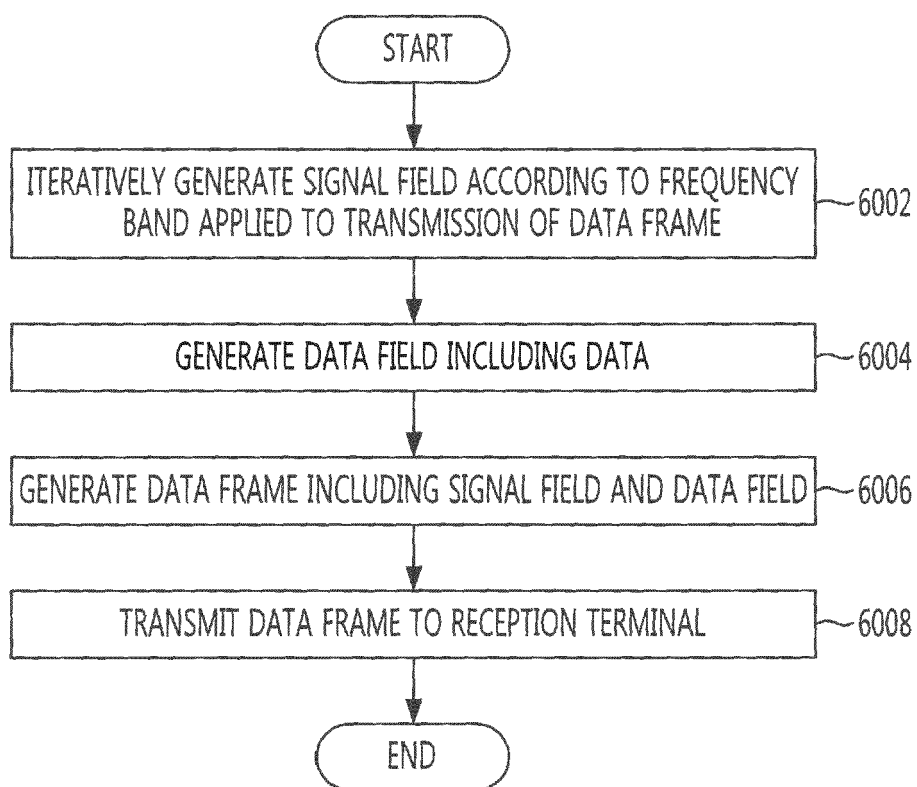 START
ITERATIVELY GENERATE SIGNAL FIELD ACCORDING TO FREQUENCY
BAND APPLIED TO TRANSMISSION OF DATA FRAME
6002
GENERATE DATA FIELD INCLUDING DATA
6004
GENERATE DATA FRAME INCLUDING SIGNAL FIELD AND DATA FIELD
6006
TRANSMIT DATA FRAME TO RECEPTION TERMINAL
6008
END